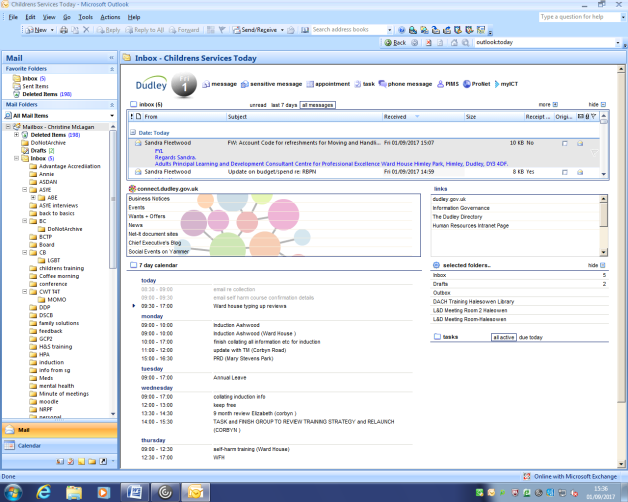 Childrens Services Today - Microsoft Outlook
File Edit View Go Tools Actions Help
Type a question for help
New Reply Reply to All Forward Send/Receive Search address books
Back outlook:today
Mail
Inbox - Childrens Services Today
Favorite Folders
Inbox (5)
Sent Items
Deleted Items (198)
Mail Folders
All Mail Items
Mailbox - Christine McLagan
Deleted Items (198)
DoNotArchive
Drafts [2]
Inbox (5)
Advantage Accrediiation
Annie
ASDAN
ASYE
ABE
ASYE interviews
back to basics
BC
DoNotArchive
BCTP
Board
CB
LGBT
childrens training
Coffee morning
conference
CWT T4T
MOMO
DDP
DSCB
family solutions
feedback
GCP2
H&S training
HPA
induction
info from sg
Meds
mental health
Minute of meetings
moodle
NRPF
personal
Mail
Calendar
Dudley 1
message sensitive message appointment task phone message PIMS ProNet myICT
inbox (5) unread last 7 days all messages more hide
From Subject Received Size Receipt ... Origi...
Date: Today
Sandra Fleetwood FW: Account Code for refreshments for Moving and Handli... Fri 01/09/2017 15:07 10 KB No
FYI.
Regards Sandra.
Adults Principal Learning and Development Consultant Centre for Professional Excellence Ward House Himley Park, Himley, Dudley, DY3 4DF.
Sandra Fleetwood Update on budget/spend re: RBPN Fri 01/09/2017 14:59 8 KB Yes
connect.dudley.gov.uk
Business Notices
Events
Wants + Offers
News
Net-It document sites
Chief Executive's Blog
Social Events on Yammer
links
dudley.gov.uk
Information Governance
The Dudley Directory
Human Resources Intranet Page
7 day calendar
today
08:30 - 09:00 email re collection
09:00 - 09:30 email self harm course confirmation details
09:30 - 17:00 Ward house typing up reviews
monday
09:00 - 10:00 Induction Ashwood
09:00 - 10:00 Induction Ashwood (Ward House )
10:00 - 17:00 finish collating all information etc for induction
11:00 - 12:00 update with TM (Corbyn Road)
15:00 - 16:30 PRD (Mary Stevens Park)
tuesday
09:00 - 17:00 Annual Leave
wednesday
09:00 - 17:00 collating induction info
12:00 - 13:00 keep free
13:30 - 14:30 9 month review Elizabeth (corbyn )
14:00 - 15:30 TASK and FINISH GROUP TO REVIEW TRAINING STRATEGY and RELAUNCH
(CORBYN )
thursday
09:00 - 12:30 self-harm training (Ward House)
12:30 - 17:00 WFH
selected folders.. hide
Inbox 5
Drafts 2
Outbox
DACH Training Halesowen Library
L&D Meeting Room 2 Halesowen
L&D Meeting Room-Halesowen
tasks all active due today
Done Online with Microsoft Exchange
15:36
01/09/2017